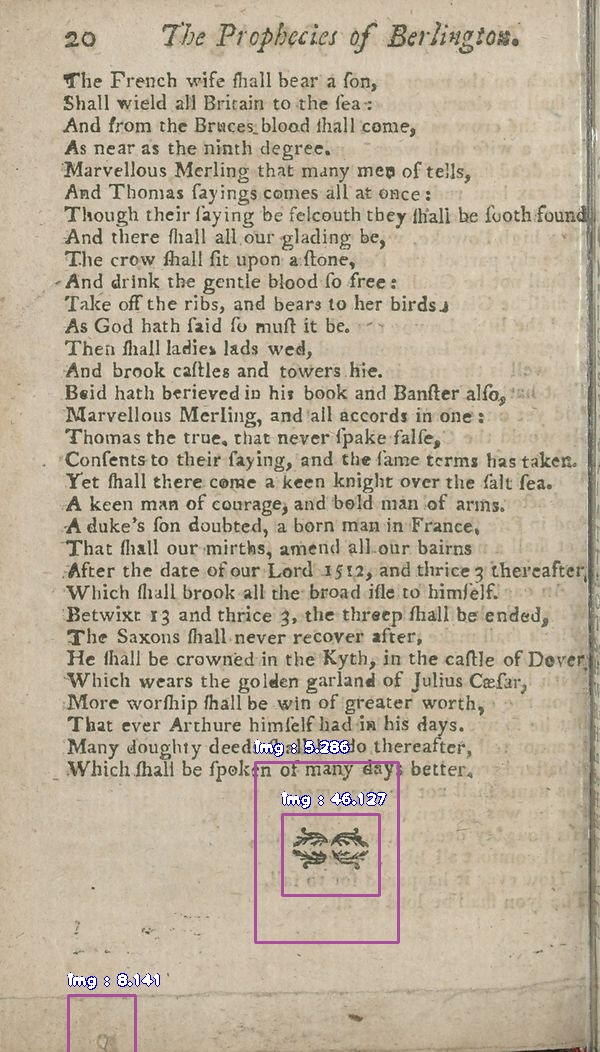 20 The Prophecies of Berlington.
The French wife ſhall bear a ſon,
Shall wield all Britain to the ſea:
And from the Bruces blood ſhall come,
As near as the ninth degree.
Marvellous Merling that many men of tells,
And Thomas ſayings comes all at once:
Though their ſaying be ſelcouth they ſhall be ſooth found
And there ſhall all our glading be,
The crow ſhall ſit upon a ſtone,
And drink the gentle blood ſo free:
Take off the ribs, and bears to her birds,
As God hath ſaid ſo muſt it be.
Then ſhall ladies lads wed,
And brook caſtles and towers hie.
Beid hath berieved in his book and Banſter alſo,
Marvellous Merling, and all accords in one:
Thomas the true, that never ſpake falſe,
Conſents to their ſaying, and the ſame terms has taken.
Yet ſhall there come a keen knight over the ſalt ſea.
A keen man of courage, and bold man of arms.
A duke's ſon doubted, a born man in France,
That ſhall our mirths, amend all our bairns
After the date of our Lord 1512, and thrice 3 thereafter,
Which ſhall brook all the broad iſle to himſelf.
Betwixt 13 and thrice 3, the threep ſhall be ended,
The Saxons ſhall never recover after,
He ſhall be crowned in the Kyth, in the caſtle of Dover,
Which wears the golden garland of Julius Cæſar,
More worſhip ſhall be win of greater worth,
That ever Arthure himſelf had in his days.
Many doughty deeds do thereafter,
Img : 5.286
Which ſhall be ſpoken of many days better.
Img : 46.127
Img : 8.141